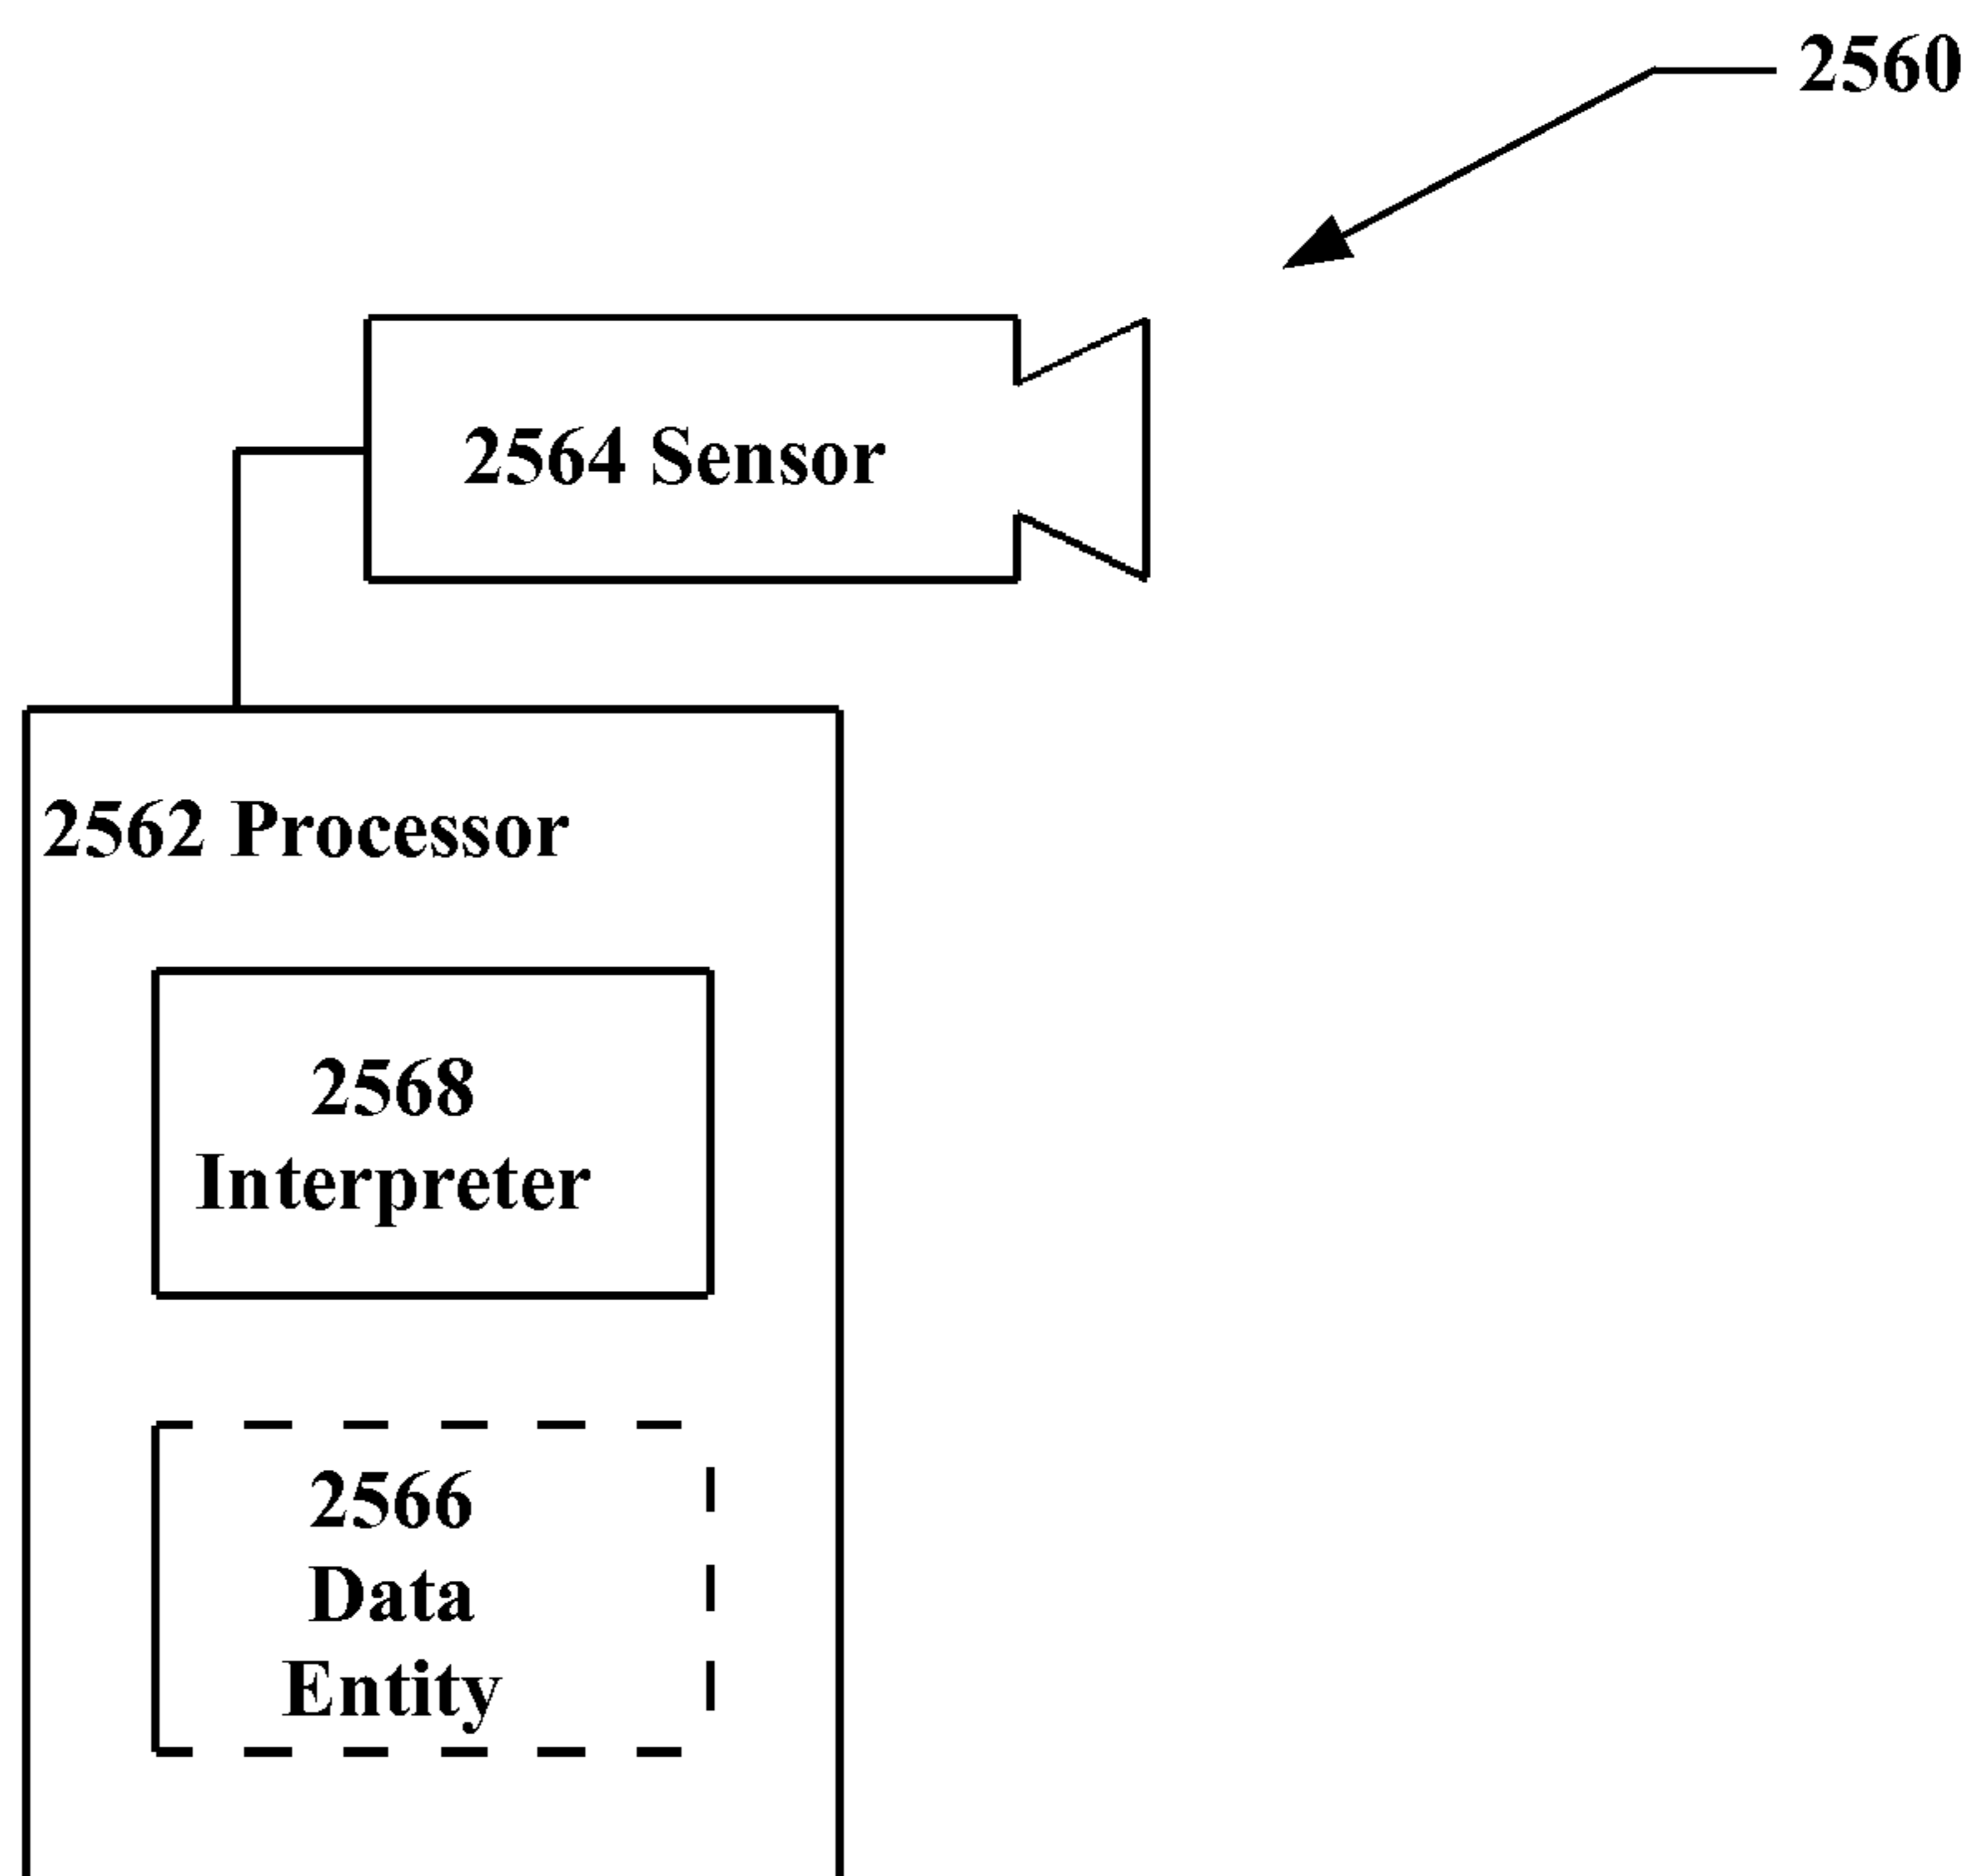 2560
2564 Sensor
2562 Processor
2568
Interpreter
2566
Data
Entity